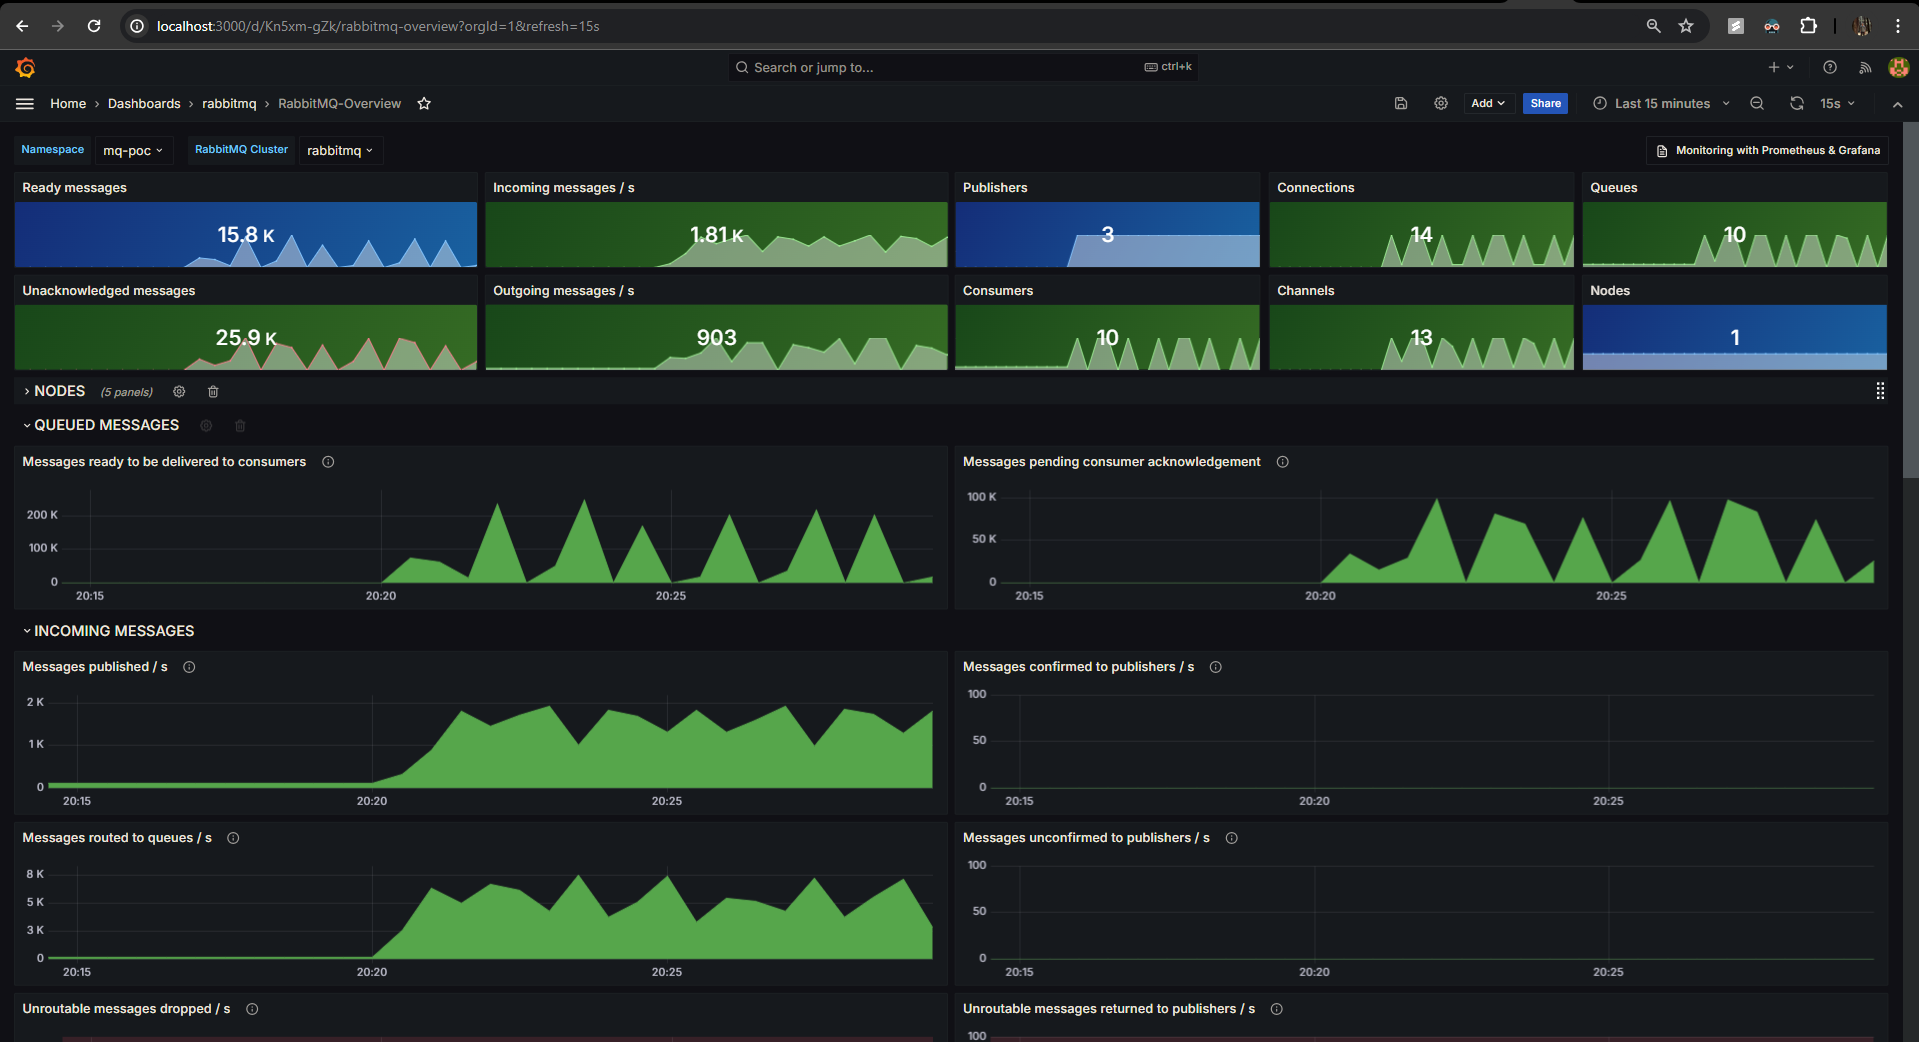 localhost:3000/d/Kn5xm-gZk/rabbitmq-overview?orgId=1&refresh=15s
Search or jump to... ctrl+k
Home › Dashboards › rabbitmq › RabbitMQ-Overview Add Share Last 15 minutes 15s
Namespace mq-poc RabbitMQ Cluster rabbitmq Monitoring with Prometheus & Grafana
Ready messages Incoming messages / s Publishers Connections Queues
15.8 K 1.81 K 3 14 10
Unacknowledged messages Outgoing messages / s Consumers Channels Nodes
25.9 K 903 10 13 1
NODES (5 panels)
QUEUED MESSAGES
Messages ready to be delivered to consumers
200 K
100 K
0
20:15 20:20 20:25
Messages pending consumer acknowledgement
100 K
50 K
0
20:15 20:20 20:25
INCOMING MESSAGES
Messages published / s
2 K
1 K
0
20:15 20:20 20:25
Messages confirmed to publishers / s
100
50
0
20:15 20:20 20:25
Messages routed to queues / s
8 K
5 K
3 K
0
20:15 20:20 20:25
Messages unconfirmed to publishers / s
100
50
0
20:15 20:20 20:25
Unroutable messages dropped / s
Unroutable messages returned to publishers / s
100